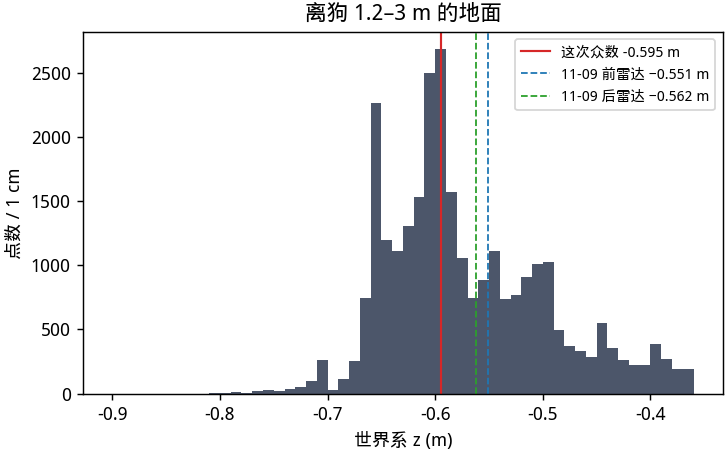 离狗 1.2–3 m 的地面
这次众数 -0.595 m
11-09 前雷达 −0.551 m
11-09 后雷达 −0.562 m
点数 / 1 cm
2500
2000
1500
1000
500
0
-0.9 -0.8 -0.7 -0.6 -0.5 -0.4
世界系 z (m)